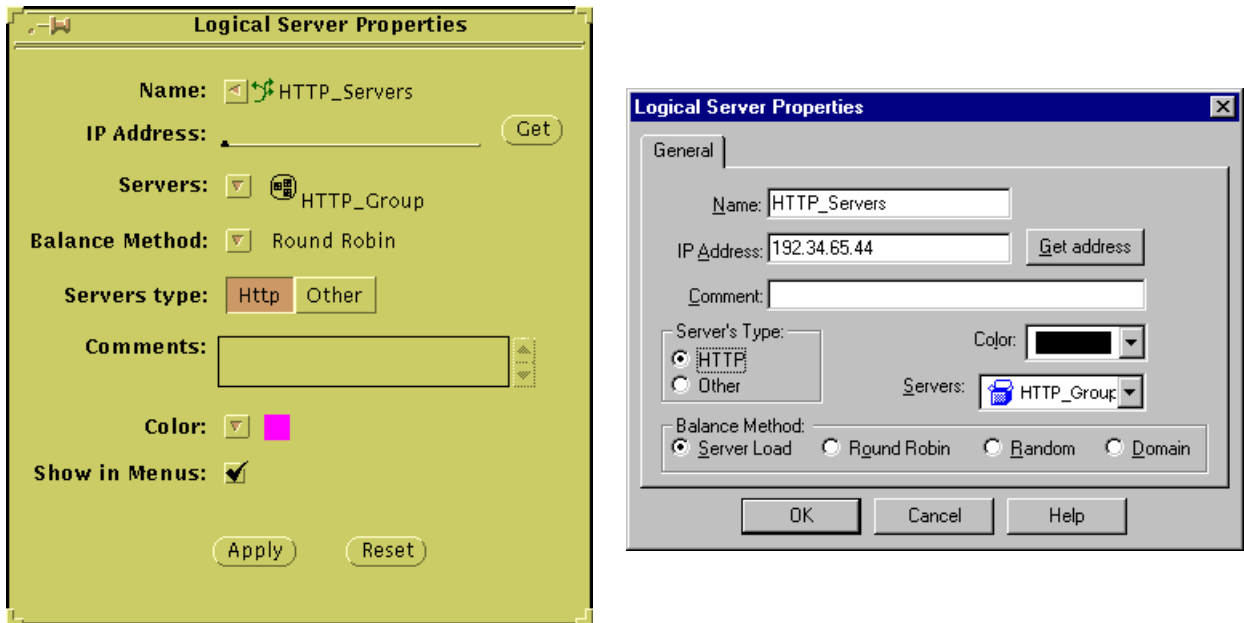 Logical Server Properties
Name: HTTP_Servers
IP Address: Get
Servers: HTTP_Group
Balance Method: Round Robin
Servers type: Http Other
Comments:
Color:
Show in Menus:
Apply Reset
Logical Server Properties
General
Name: HTTP_Servers
IP Address: 192.34.65.44 Get address
Comment:
Server's Type: Color:
HTTP
Other Servers: HTTP_Group
Balance Method:
Server Load Round Robin Random Domain
OK Cancel Help